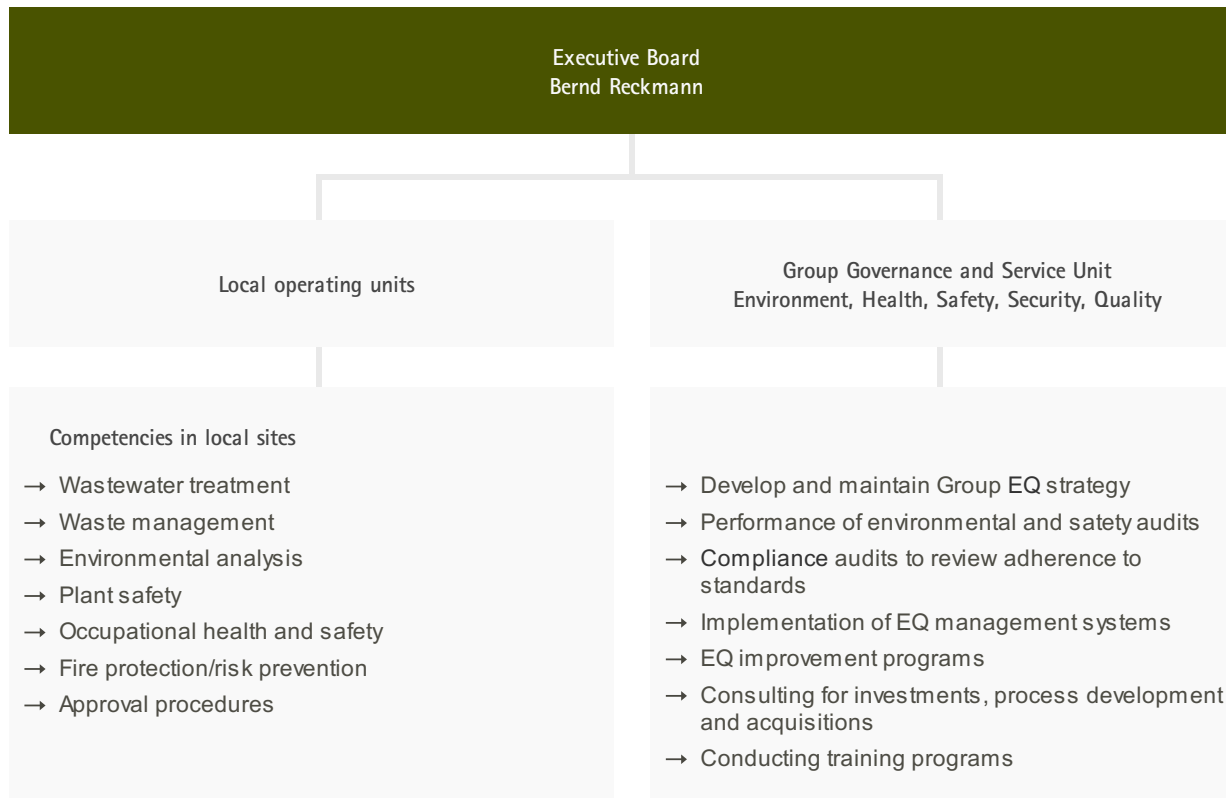 Executive Board
Bernd Reckmann
Local operating units
Group Governance and Service Unit
Environment, Health, Safety, Security, Quality
Competencies in local sites
→ Wastewater treatment
→ Waste management
→ Environmental analysis
→ Plant safety
→ Occupational health and safety
→ Fire protection/risk prevention
→ Approval procedures
→ Develop and maintain Group EQ strategy
→ Performance of environmental and satety audits
→ Compliance audits to review adherence to
standards
→ Implementation of EQ management systems
→ EQ improvement programs
→ Consulting for investments, process development
and acquisitions
→ Conducting training programs